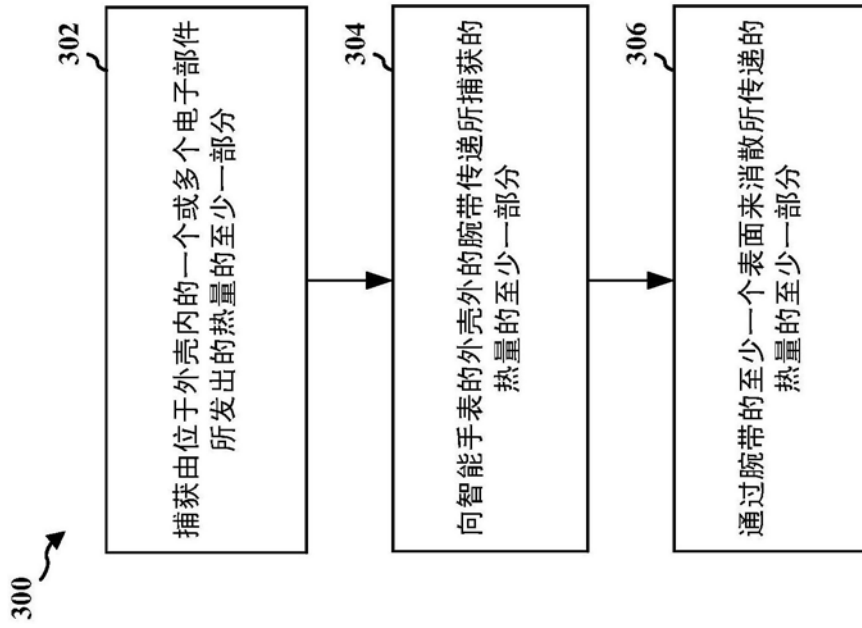 300
302
捕获由位于外壳内的一个或多个电子部件
所发出的热量的至少一部分
304
向智能手表的外壳外的腕带传递所捕获的
热量的至少一部分
306
通过腕带的至少一个表面来消散所传递的
热量的至少一部分